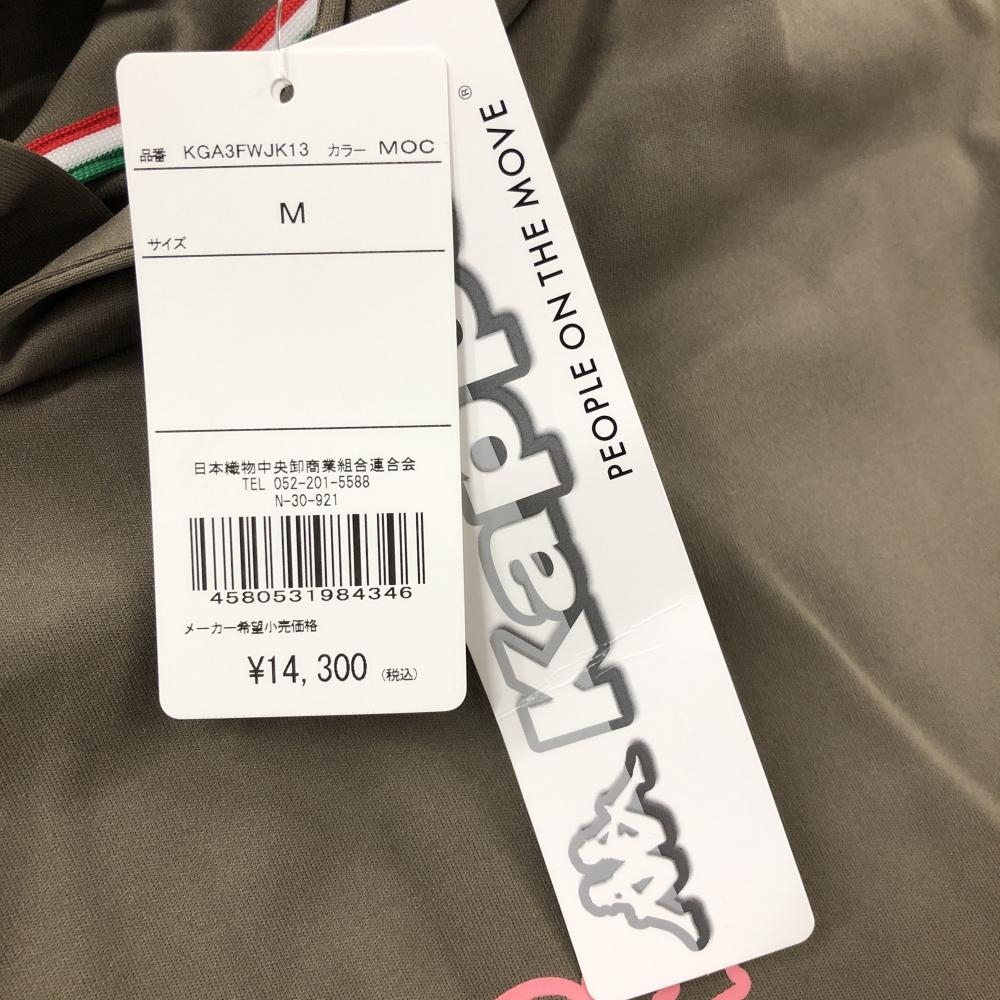 品番 KGA3FWJK13 カラー MOC
M
サイズ
日本織物中央卸商業組合連合会
TEL 052-201-5588
N-30-921
4580531984346
メーカー希望小売価格
¥14,300 (税込)
PEOPLE ON THE MOVE
®
Kappa